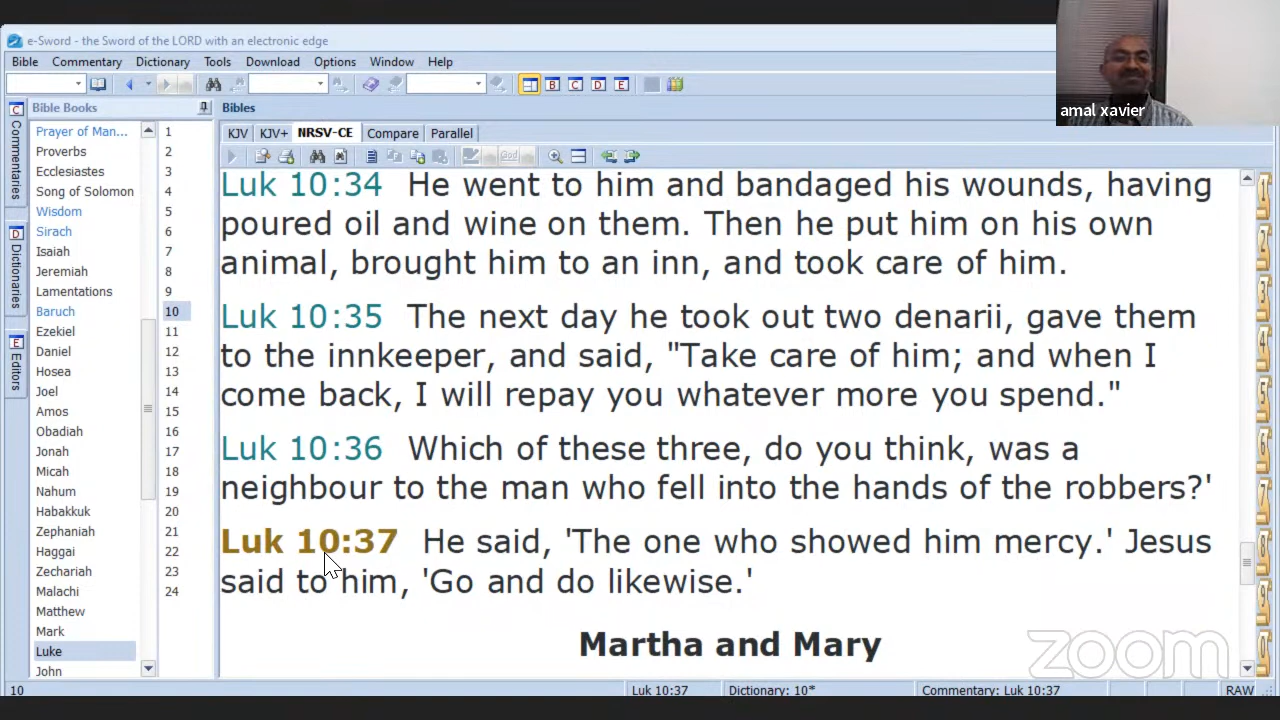 e-Sword - the Sword of the LORD with an electronic edge
amal xavier
Bible Commentary Dictionary Tools Download Options Window Help
B C D E
Commentaries
Dictionaries
Editors
Bible Books
Prayer of Man...
Proverbs
Ecclesiastes
Song of Solomon
Wisdom
Sirach
Isaiah
Jeremiah
Lamentations
Baruch
Ezekiel
Daniel
Hosea
Joel
Amos
Obadiah
Jonah
Micah
Nahum
Habakkuk
Zephaniah
Haggai
Zechariah
Malachi
Matthew
Mark
Luke
John
1
2
3
4
5
6
7
8
9
10
11
12
13
14
15
16
17
18
19
20
21
22
23
24
Bibles
KJV KJV+ NRSV-CE Compare Parallel
Luk 10:34 He went to him and bandaged his wounds, having
poured oil and wine on them. Then he put him on his own
animal, brought him to an inn, and took care of him.
Luk 10:35 The next day he took out two denarii, gave them
to the innkeeper, and said, "Take care of him; and when I
come back, I will repay you whatever more you spend."
Luk 10:36 Which of these three, do you think, was a
neighbour to the man who fell into the hands of the robbers?'
Luk 10:37 He said, 'The one who showed him mercy.' Jesus
said to him, 'Go and do likewise.'
Martha and Mary
zoom
10 Luk 10:37 Dictionary: 10* Commentary: Luk 10:37 RAW